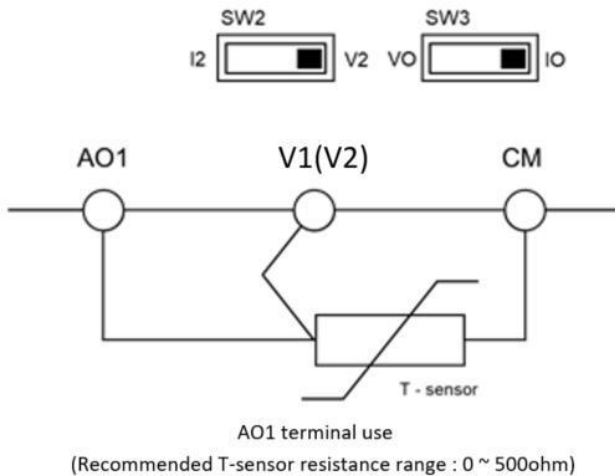 SW2 SW3
I2 V2 VO IO
AO1 V1(V2) CM
T - sensor
AO1 terminal use
(Recommended T-sensor resistance range : 0 ~ 500ohm)